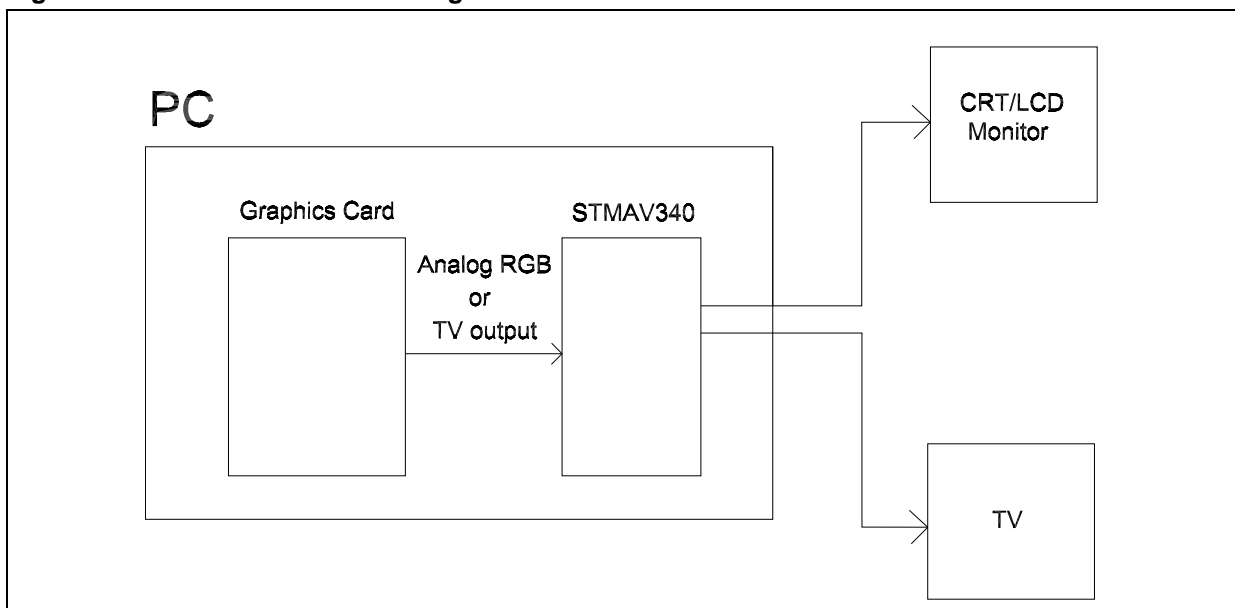 PC
Graphics Card
STMAV340
Analog RGB
or
TV output
CRT/LCD
Monitor
TV